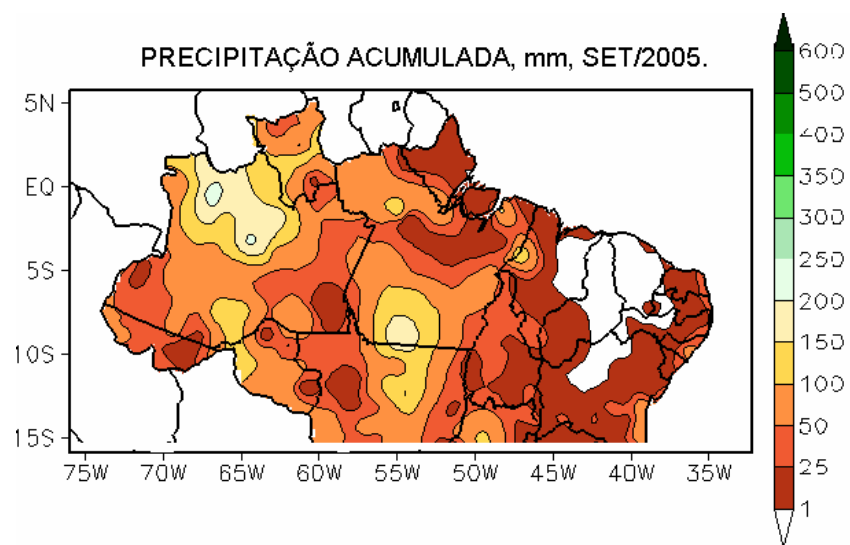 PRECIPITAÇÃO ACUMULADA, mm, SET/2005.
600
500
400
350
300
250
200
150
100
50
25
1
5N
EQ
5S
10S
15S
75W 70W 65W 60W 55W 50W 45W 40W 35W